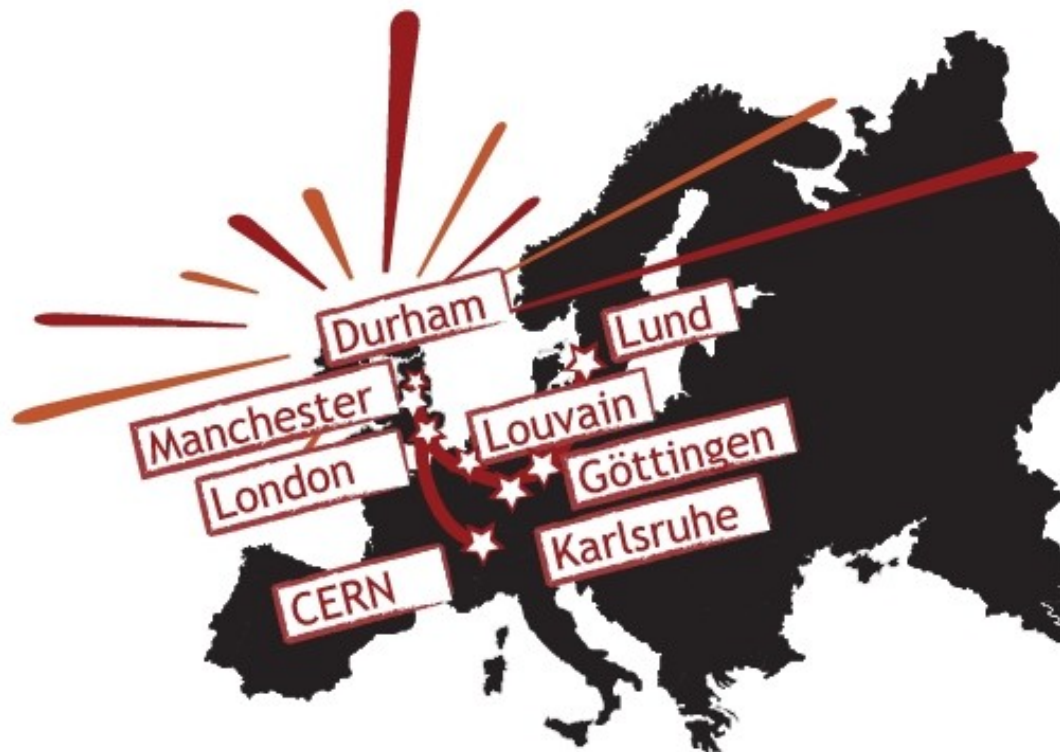 Durham
Lund
Manchester
Louvain
London
Göttingen
Karlsruhe
CERN